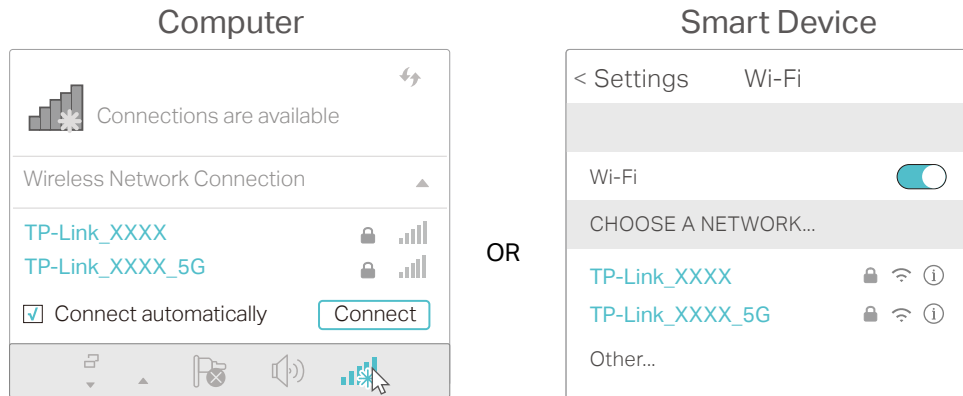 Computer
Connections are available
Wireless Network Connection
TP-Link_XXXX
TP-Link_XXXX_5G
Connect automatically
Connect
OR
Smart Device
< Settings
Wi-Fi
Wi-Fi
CHOOSE A NETWORK...
TP-Link_XXXX
TP-Link_XXXX_5G
Other...